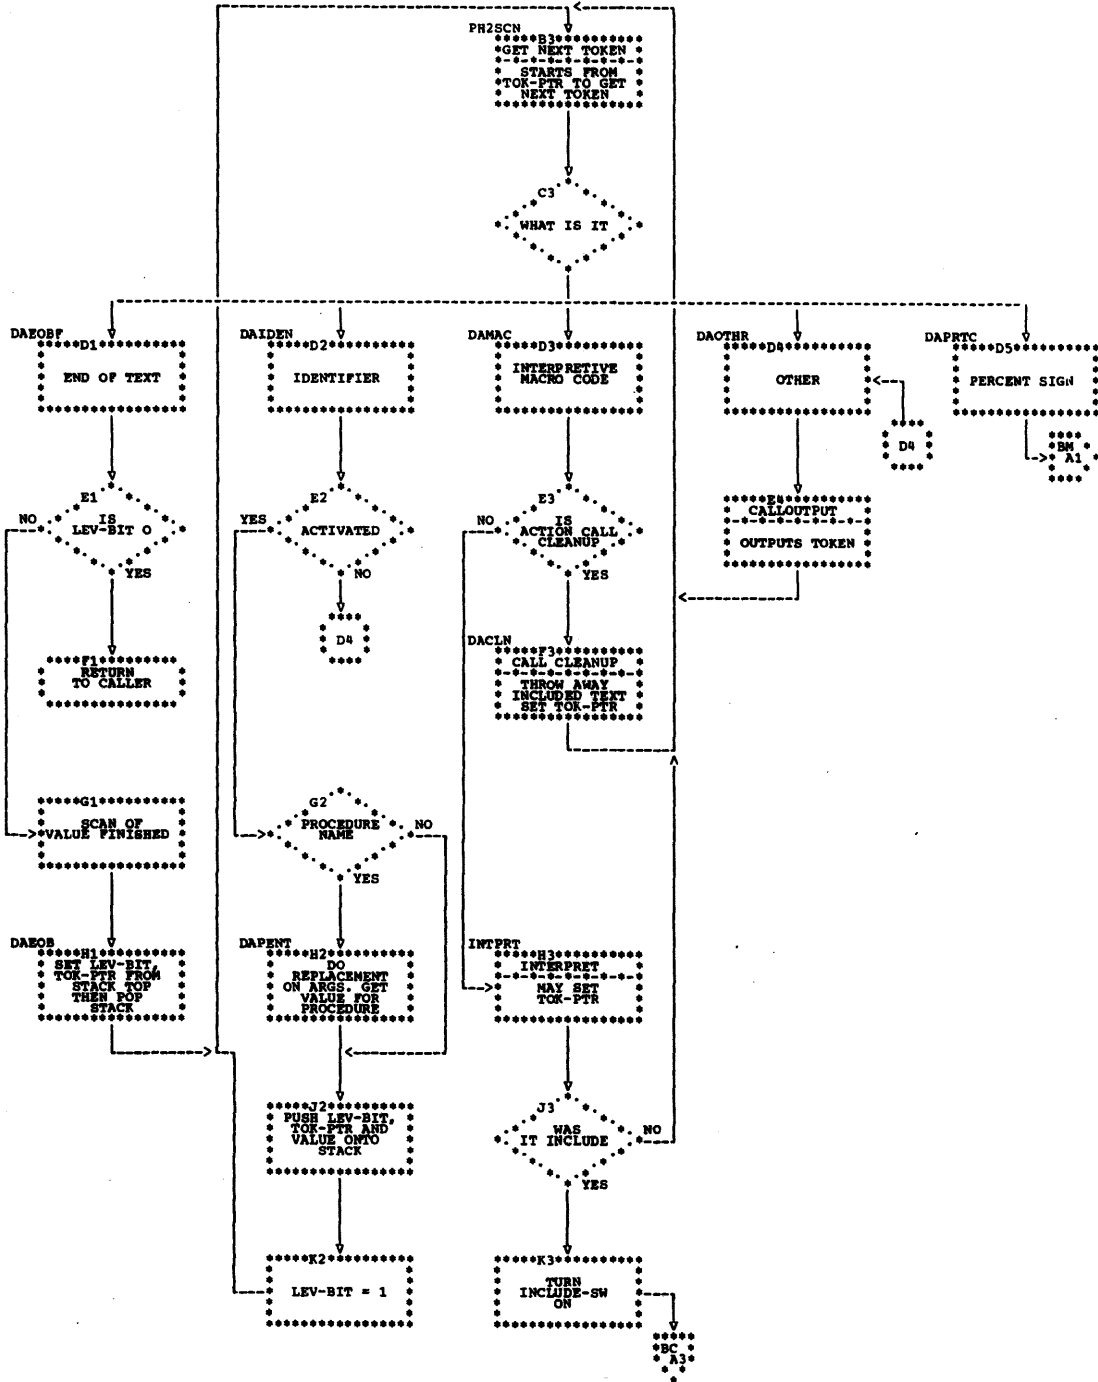 PH2SCN
B3
GET NEXT TOKEN
STARTS FROM
TOK-PTR TO GET
NEXT TOKEN
C3
WHAT IS IT
DAEOBF
D1
END OF TEXT
DAIDEN
D2
IDENTIFIER
DAMAC
D3
INTERPRETIVE
MACRO CODE
DAOTHR
D4
OTHER
DAPRTC
D5
PERCENT SIGN
D4
BM
A1
E1
IS
LEV-BIT 0
NO
YES
E2
ACTIVATED
YES
NO
D4
E3
IS
ACTION CALL
CLEANUP
NO
YES
E4
CALLOUTPUT
OUTPUTS TOKEN
F1
RETURN
TO CALLER
DACLN
F3
CALL CLEANUP
THROW AWAY
INCLUDED TEXT
SET TOK-PTR
G1
SCAN OF
VALUE FINISHED
G2
PROCEDURE
NAME
NO
YES
DAEOB
H1
SET LEV-BIT,
TOK-PTR FROM
STACK TOP
THEN POP
STACK
DAPENT
H2
DO
REPLACEMENT
ON ARGS. GET
VALUE FOR
PROCEDURE
INTPRT
H3
INTERPRET
MAY SET
TOK-PTR
J2
PUSH LEV-BIT,
TOK-PTR AND
VALUE ONTO
STACK
J3
WAS
IT INCLUDE
NO
YES
K2
LEV-BIT = 1
K3
TURN
INCLUDE-SW
ON
BC
A3